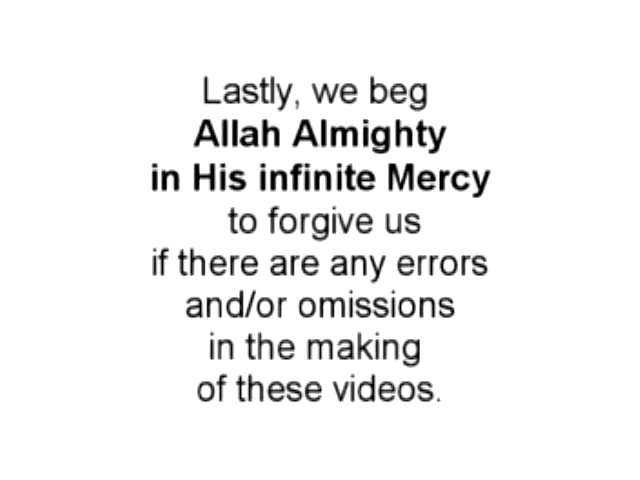 Lastly, we beg
Allah Almighty
in His infinite Mercy
to forgive us
if there are any errors
and/or omissions
in the making
of these videos.